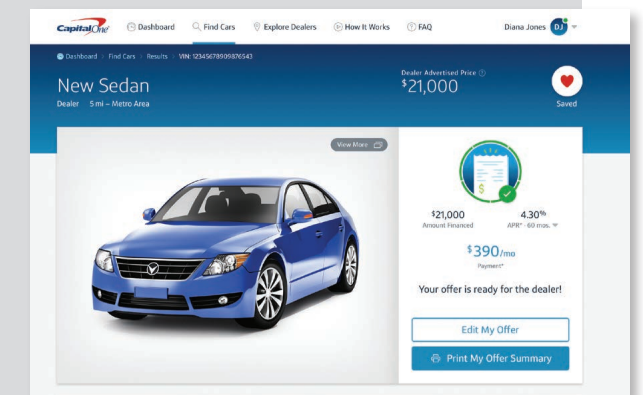 Capital One
Dashboard
Find Cars
Explore Dealers
How It Works
FAQ
Diana Jones
DJ
Dashboard
Find Cars
Results
VIN: 12345678909876543
New Sedan
Dealer 5 mi – Metro Area
Dealer Advertised Price
$21,000
Saved
View More
$
$21,000
Amount Financed
4.30%
APR* · 60 mos.
$390/mo
Payment*
Your offer is ready for the dealer!
Edit My Offer
Print My Offer Summary